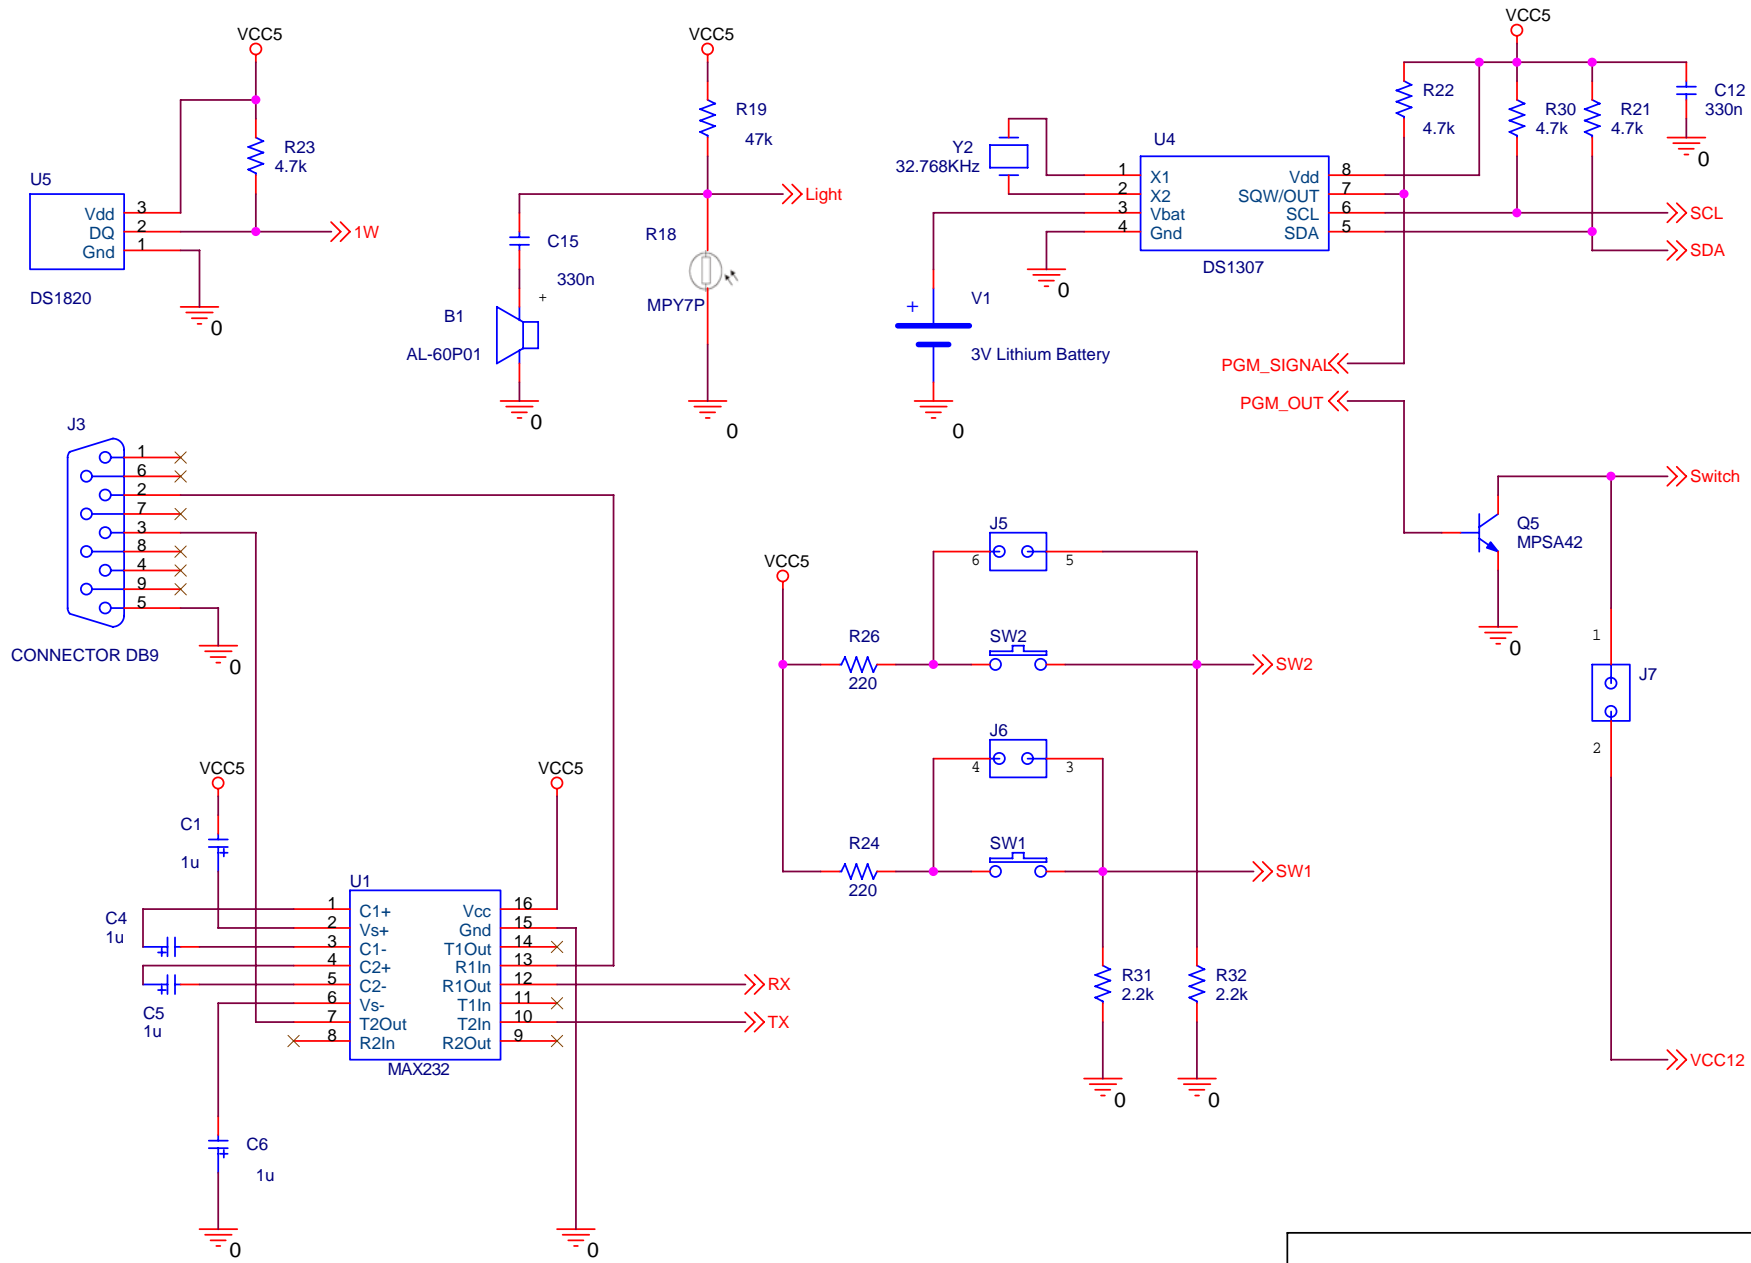 VCC5
R23
4.7k
U5
Vdd 3
DQ 2
Gnd 1
1W
DS1820
0
VCC5
R19
47k
Light
C15
330n
+
B1
AL-60P01
0
R18
MPY7P
0
VCC5
R22
4.7k
R30
4.7k
R21
4.7k
C12
330n
0
Y2
32.768KHz
U4
1 X1
2 X2
3 Vbat
4 Gnd
Vdd 8
SQW/OUT 7
SCL 6
SDA 5
DS1307
SCL
SDA
0
+
V1
3V Lithium Battery
0
PGM_SIGNAL
PGM_OUT
Switch
Q5
MPSA42
0
1
J7
2
VCC12
J3
1
6
2
7
3
8
4
9
5
CONNECTOR DB9
0
VCC5
J5
6 5
R26
220
SW2
SW2
J6
4 3
R24
220
SW1
SW1
R31
2.2k
R32
2.2k
0
0
VCC5
C1
1u
VCC5
U1
C4
1u
C5
1u
1 C1+
2 Vs+
3 C1-
4 C2+
5 C2-
6 Vs-
7 T2Out
8 R2In
Vcc 16
Gnd 15
T1Out 14
R1In 13
R1Out 12
T1In 11
T2In 10
R2Out 9
MAX232
RX
TX
C6
1u
0
0